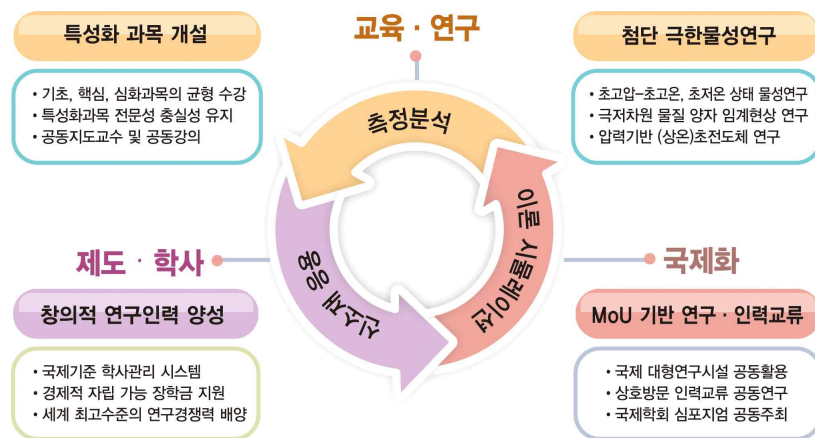 특성화 과목 개설
• 기초, 핵심, 심화과목의 균형 수강
• 특성화과목 전문성 충실성 유지
• 공동지도교수 및 공동강의
교육 · 연구
첨단 극한물성연구
• 초고압-초고온, 초저온 상태 물성연구
• 극저차원 물질 양자 임계현상 연구
• 압력기반 (상온)초전도체 연구
측정분석
이론 시뮬레이션
신소재 응용
제도 · 학사
창의적 연구인력 양성
• 국제기준 학사관리 시스템
• 경제적 자립 가능 장학금 지원
• 세계 최고수준의 연구경쟁력 배양
국제화
MoU 기반 연구 · 인력교류
• 국제 대형연구시설 공동활용
• 상호방문 인력교류 공동연구
• 국제학회 심포지엄 공동주최